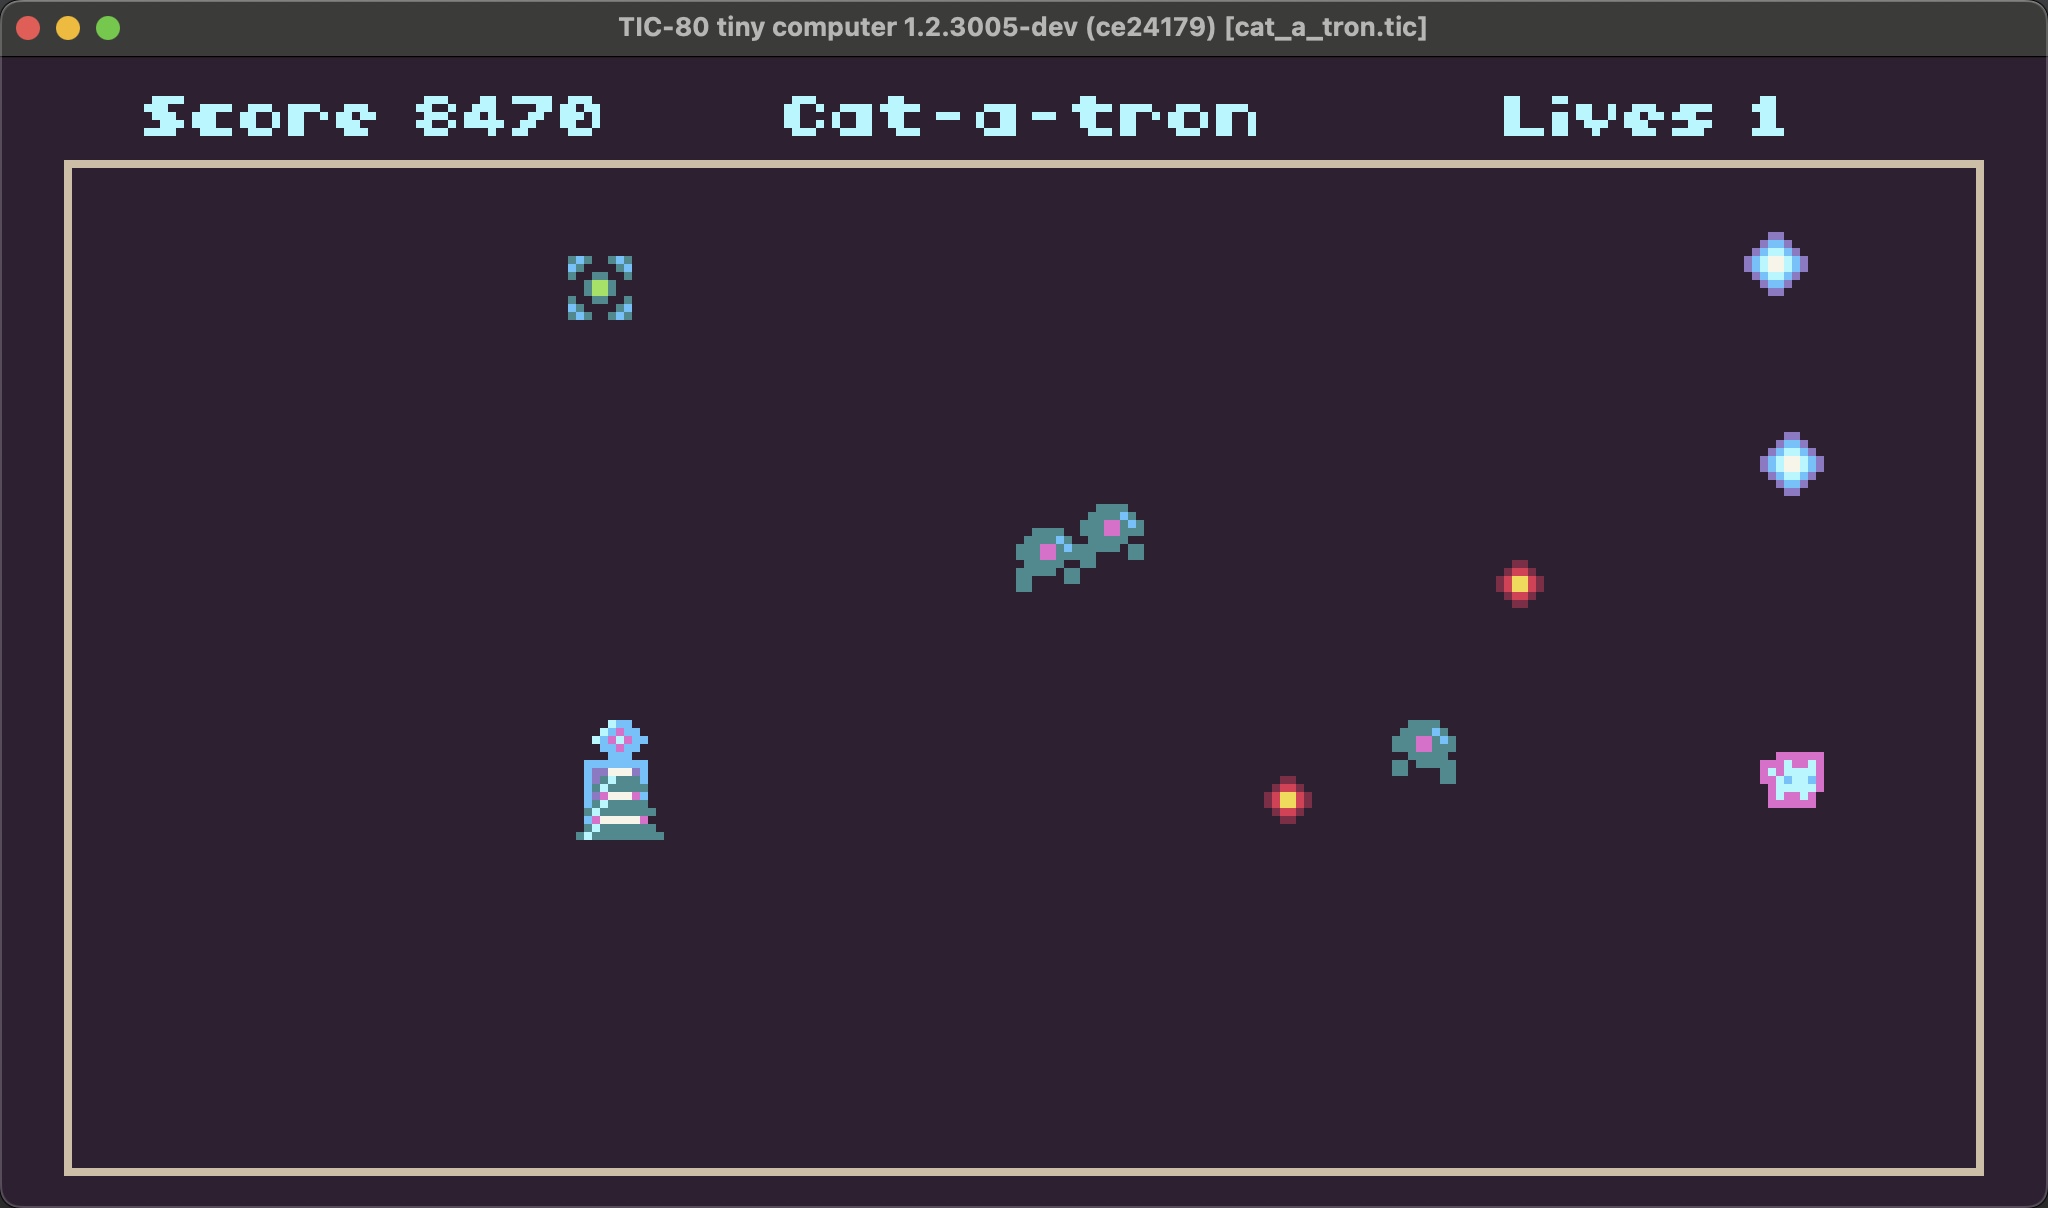 TIC-80 tiny computer 1.2.3005-dev (ce24179) [cat_a_tron.tic]
Score 8470 Cat-a-tron Lives 1